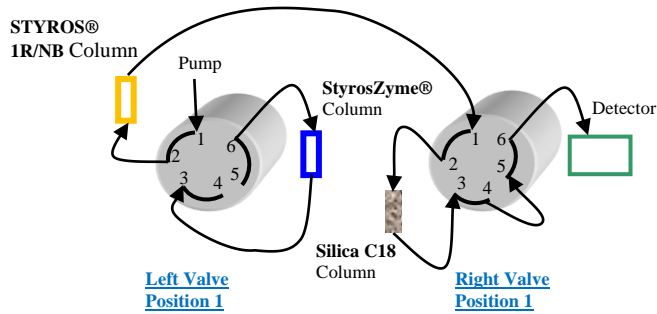 STYROS®
1R/NB Column
Pump
StyrosZyme®
Column
Detector
1
2
3
4
5
6
1
2
3
4
5
6
Silica C18
Column
Left Valve
Position 1
Right Valve
Position 1